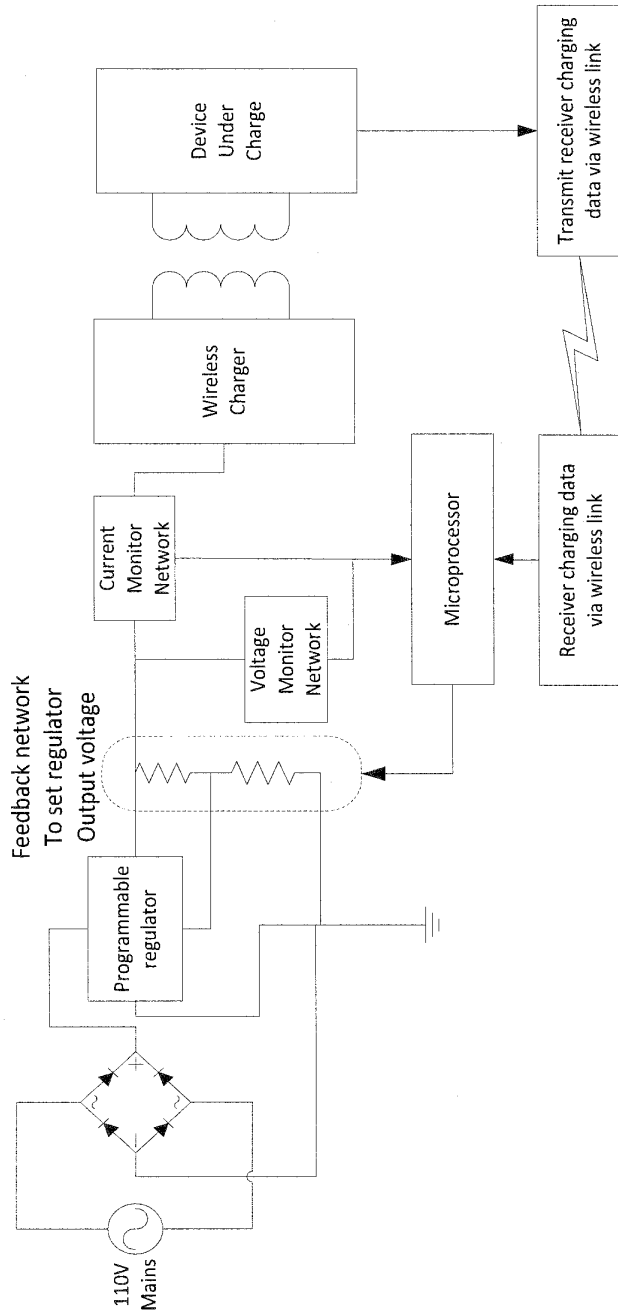 110V
Mains
Programmable
regulator
Feedback network
To set regulator
Output voltage
Voltage
Monitor
Network
Current
Monitor
Network
Wireless
Charger
Device
Under
Charge
Microprocessor
Receiver charging data
via wireless link
Transmit receiver charging
data via wireless link